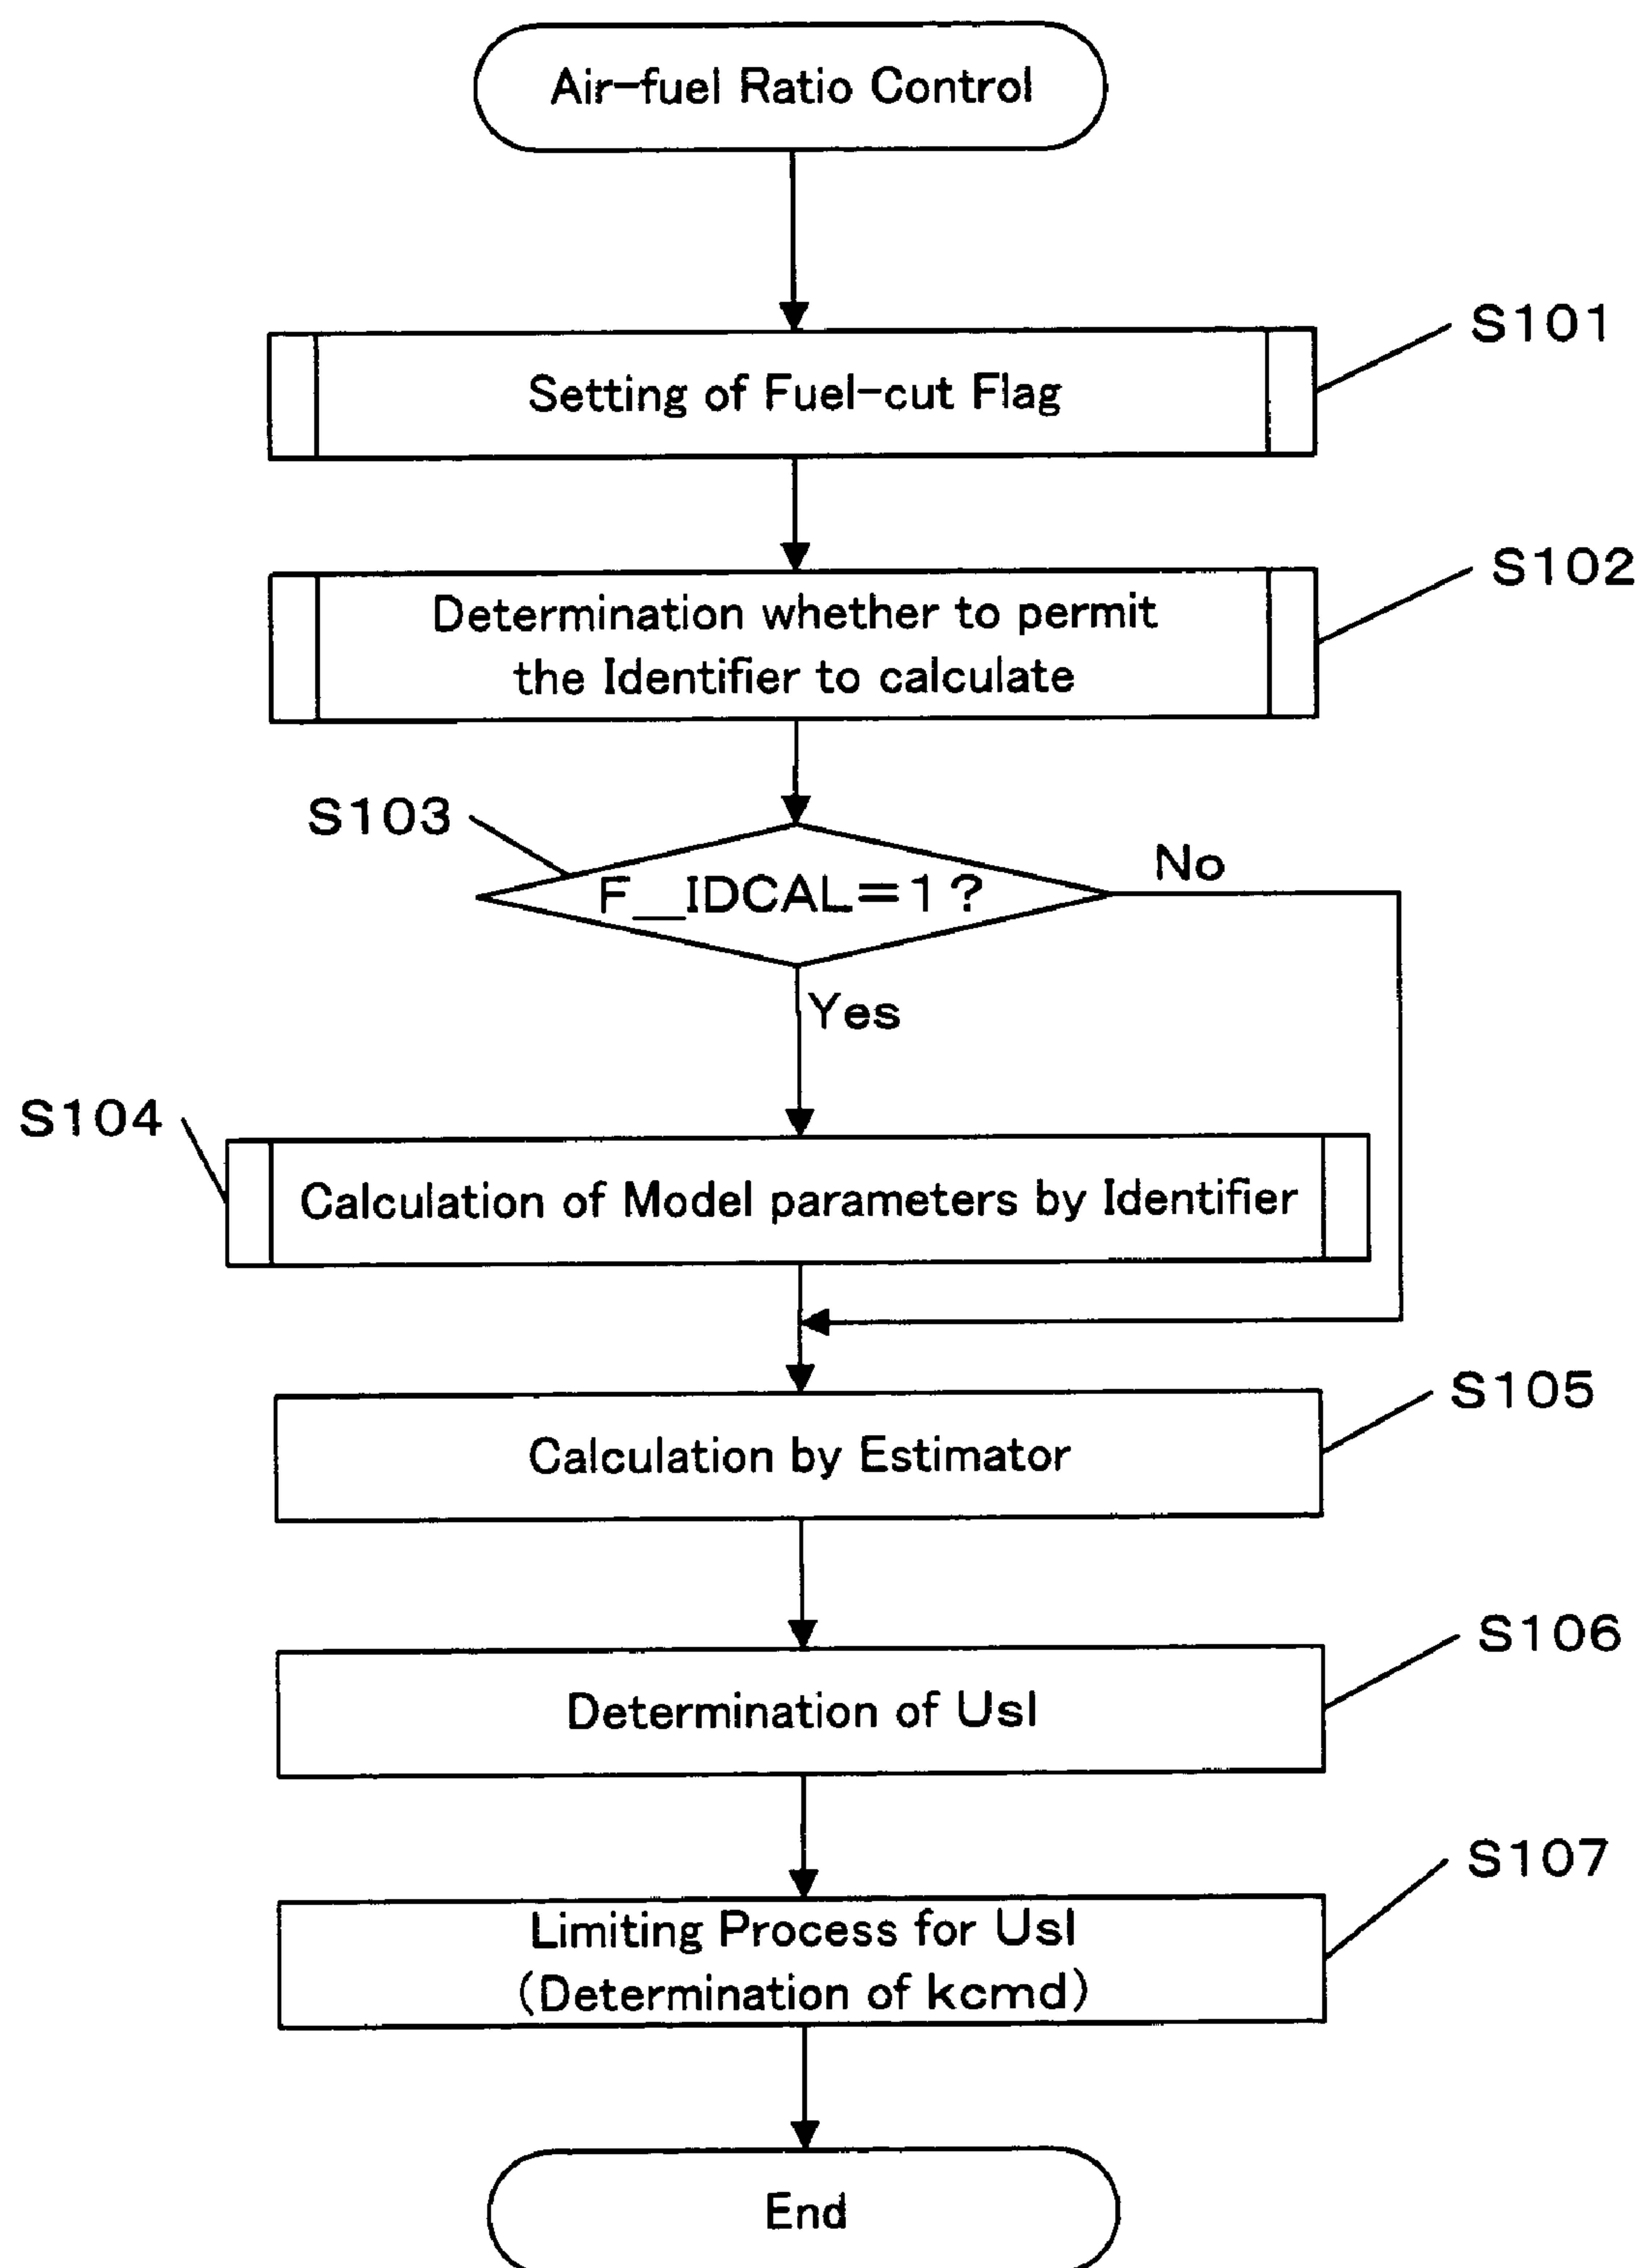 Air-fuel Ratio Control
S101
Setting of Fuel-cut Flag
S102
Determination whether to permit
the Identifier to calculate
S103
F__IDCAL=1?
No
Yes
S104
Calculation of Model parameters by Identifier
S105
Calculation by Estimator
S106
Determination of Usl
S107
Limiting Process for Usl
(Determination of kcmd)
End